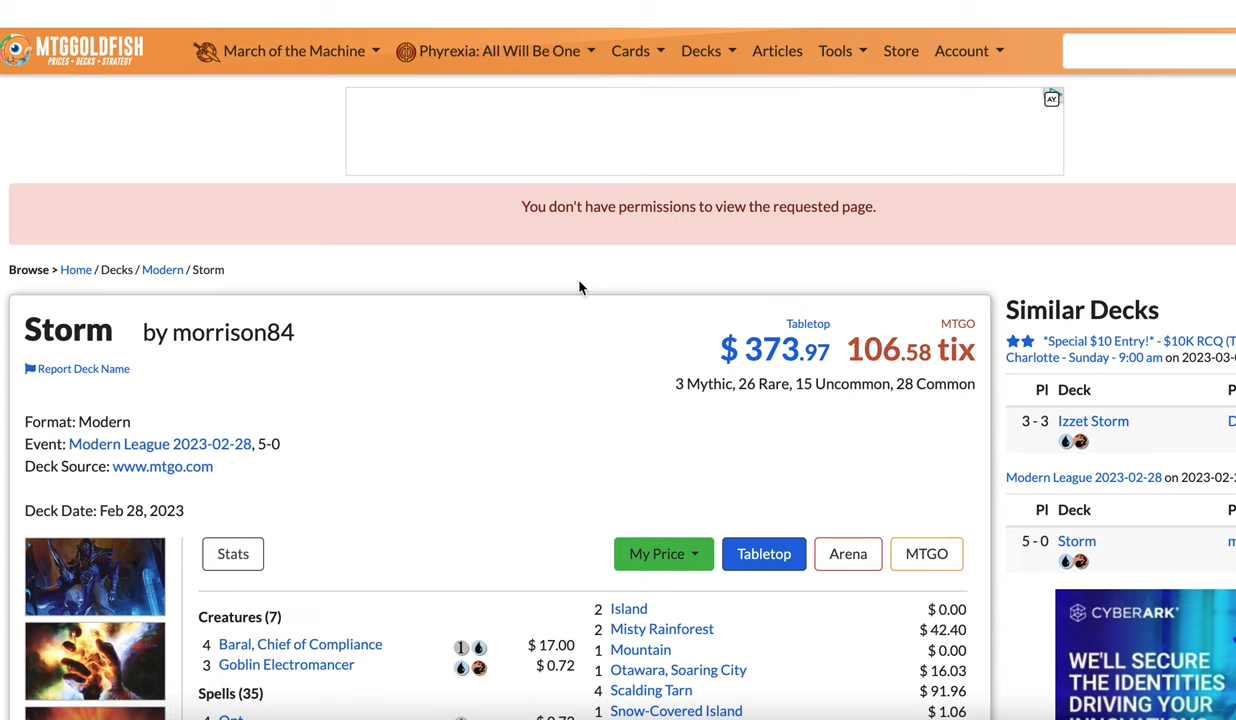 MTGGOLDFISH
PRICES • DECKS • STRATEGY
March of the Machine
Phyrexia: All Will Be One
Cards
Decks
Articles
Tools
Store
Account
AY
You don't have permissions to view the requested page.
Browse > Home / Decks / Modern / Storm
Storm by morrison84
Report Deck Name
Tabletop
$ 373.97
MTGO
106.58 tix
3 Mythic, 26 Rare, 15 Uncommon, 28 Common
Format: Modern
Event: Modern League 2023-02-28, 5-0
Deck Source: www.mtgo.com
Deck Date: Feb 28, 2023
Stats
My Price
Tabletop
Arena
MTGO
Creatures (7)
4 Baral, Chief of Compliance 1 $ 17.00
3 Goblin Electromancer $ 0.72
Spells (35)
2 Island $ 0.00
2 Misty Rainforest $ 42.40
1 Mountain $ 0.00
1 Otawara, Soaring City $ 16.03
4 Scalding Tarn $ 91.96
1 Snow-Covered Island $ 1.06
Similar Decks
*Special $10 Entry!* - $10K RCQ (T
Charlotte - Sunday - 9:00 am on 2023-03-
Pl Deck P
3 - 3 Izzet Storm D
Modern League 2023-02-28 on 2023-02-
Pl Deck P
5 - 0 Storm m
CYBERARK
WE'LL SECURE
THE IDENTITIES
DRIVING YOUR